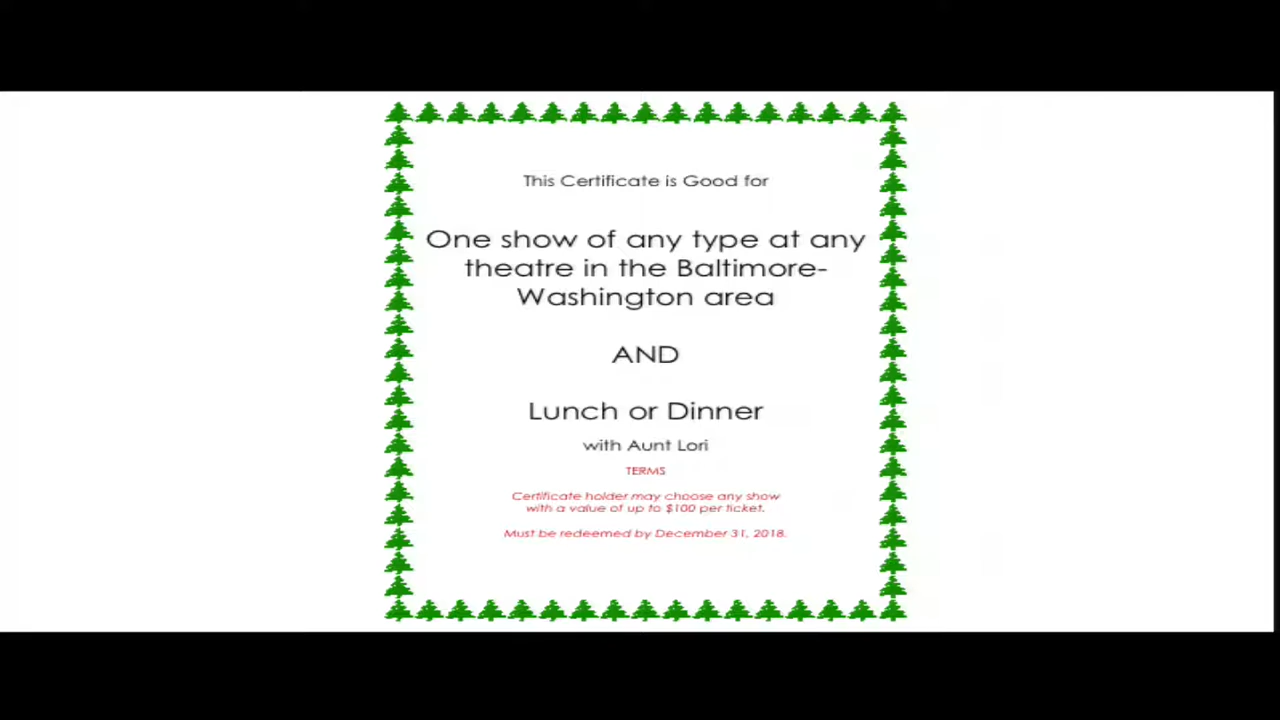 This Certificate is Good for
One show of any type at any
theatre in the Baltimore-
Washington area
AND
Lunch or Dinner
with Aunt Lori
TERMS
Certificate holder may choose any show
with a value of up to $100 per ticket.
Must be redeemed by December 31, 2018.